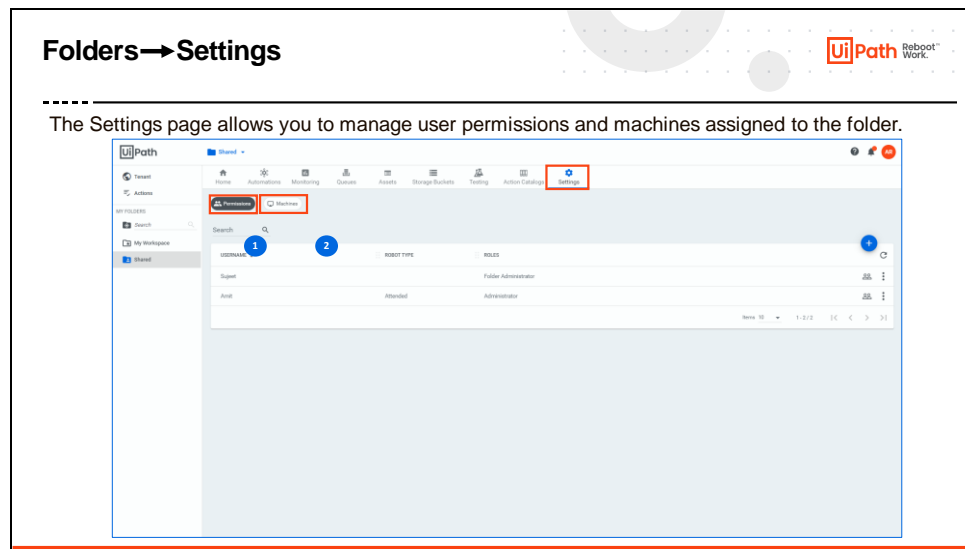 Folders→Settings
UiPath Reboot™ Work.
The Settings page allows you to manage user permissions and machines assigned to the folder.
UiPath Shared AR
Tenant
Actions
Home Automations Monitoring Queues Assets Storage Buckets Testing Action Catalogs Settings
MY FOLDERS
Permissions Machines
Search
Search
My Workspace
1 2 +
Shared
USERNAME ROBOT TYPE ROLES
Sujeet Folder Administrator
Amit Attended Administrator
Items 10 1 - 2 / 2